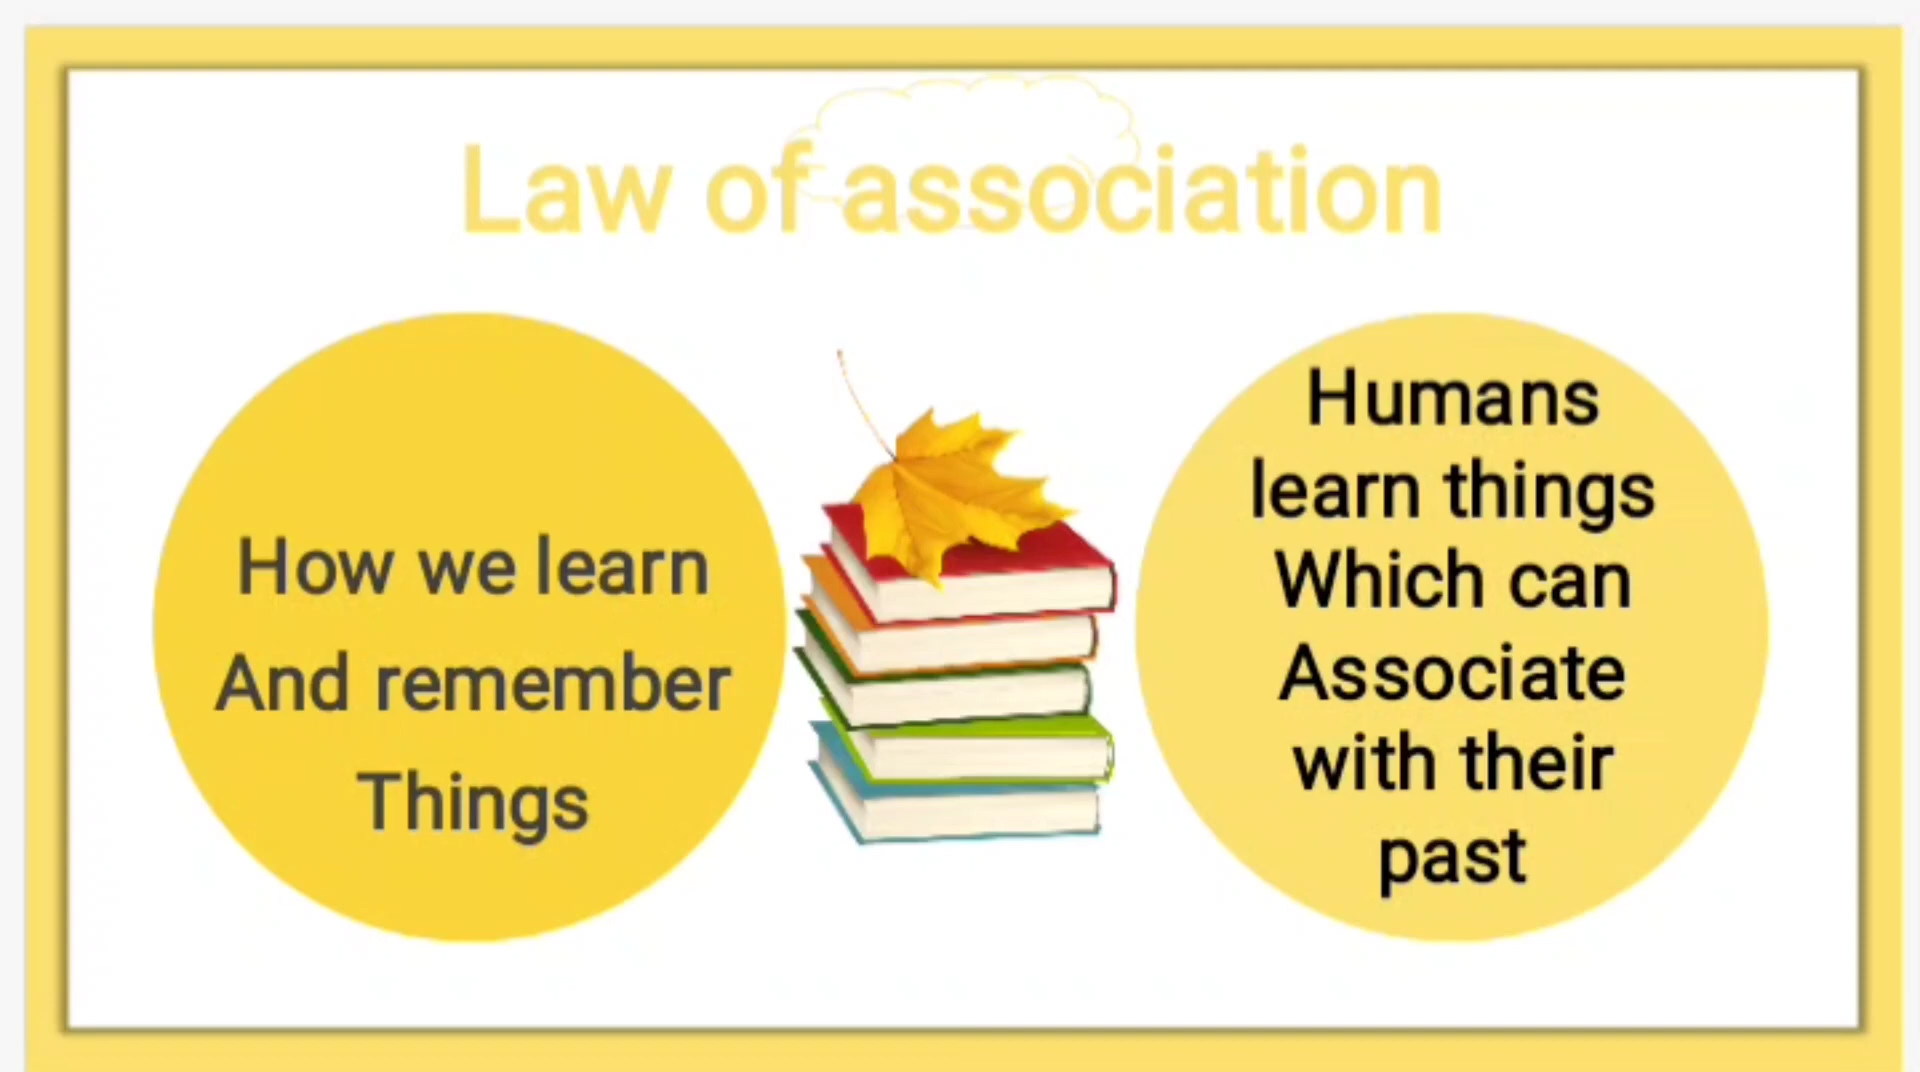 Law of association
How we learn
And remember
Things
Humans
learn things
Which can
Associate
with their
past